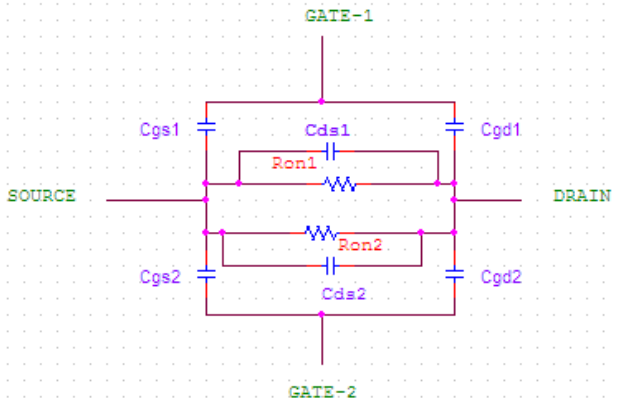 GATE-1
Cgs1
Cds1
Cgd1
Ron1
SOURCE
DRAIN
Ron2
Cgs2
Cgd2
Cds2
GATE-2